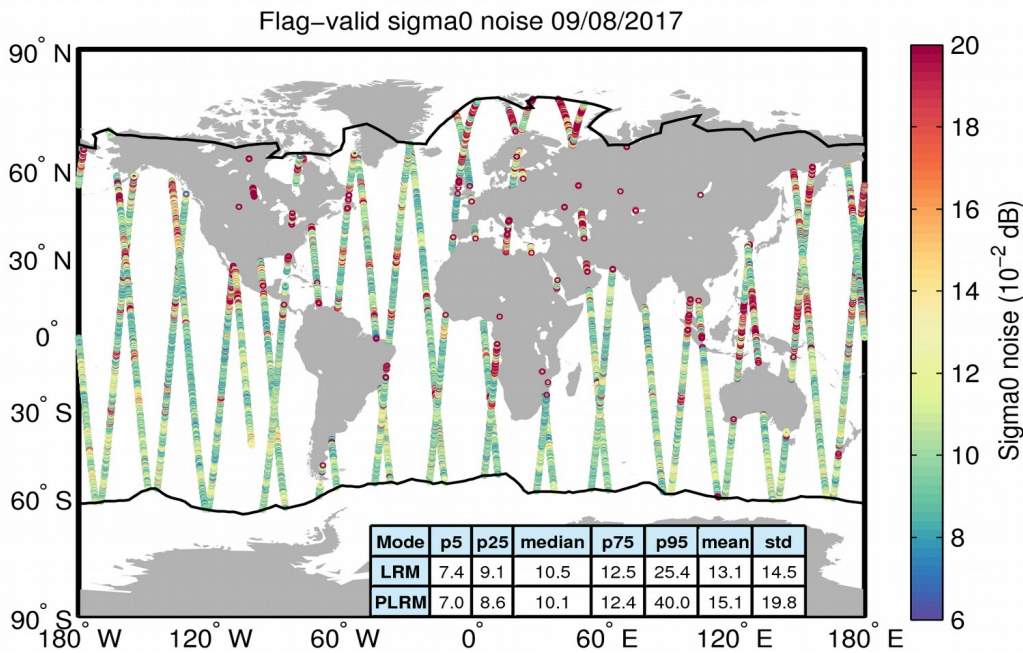 Flag−valid sigma0 noise 09/08/2017
90° N
60° N
30° N
0°
30° S
60° S
90° S
180° W
120° W
60° W
0°
60° E
120° E
180° E
Mode p5 p25 median p75 p95 mean std
LRM 7.4 9.1 10.5 12.5 25.4 13.1 14.5
PLRM 7.0 8.6 10.1 12.4 40.0 15.1 19.8
20
18
16
14
12
10
8
6
Sigma0 noise (10⁻² dB)